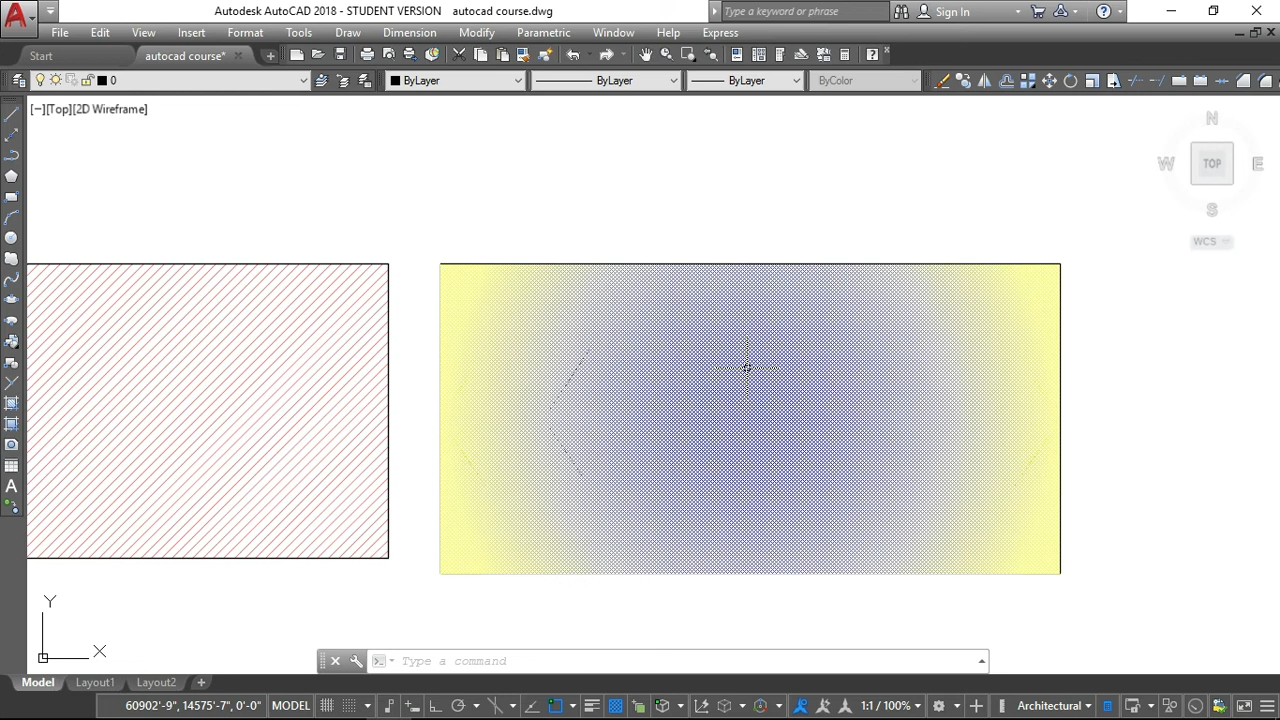 Autodesk AutoCAD 2018 - STUDENT VERSION autocad course.dwg
Type a keyword or phrase
Sign In
File Edit View Insert Format Tools Draw Dimension Modify Parametric Window Help Express
Start autocad course*
0 ByLayer ByLayer ByLayer ByColor
[−][Top][2D Wireframe]
N
W TOP E
S
WCS
Y
X
Type a command
Model Layout1 Layout2
60902'-9", 14575'-7", 0'-0" MODEL 1:1 / 100% Architectural